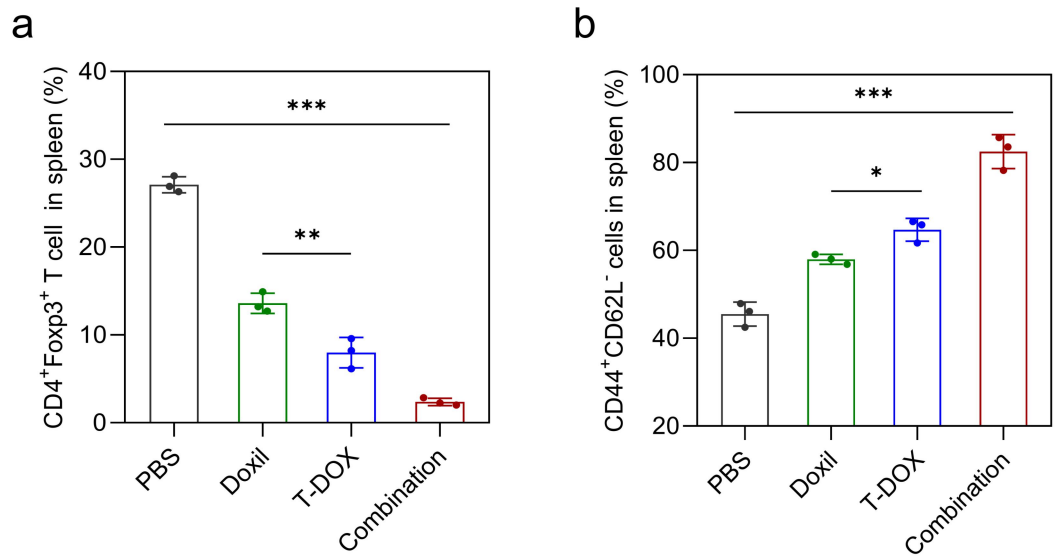 a
CD4⁺Foxp3⁺ T cell in spleen (%)
40
30
20
10
0
***
**
PBS
Doxil
T-DOX
Combination
b
CD44⁺CD62L⁻ cells in spleen (%)
100
80
60
40
20
***
*
PBS
Doxil
T-DOX
Combination